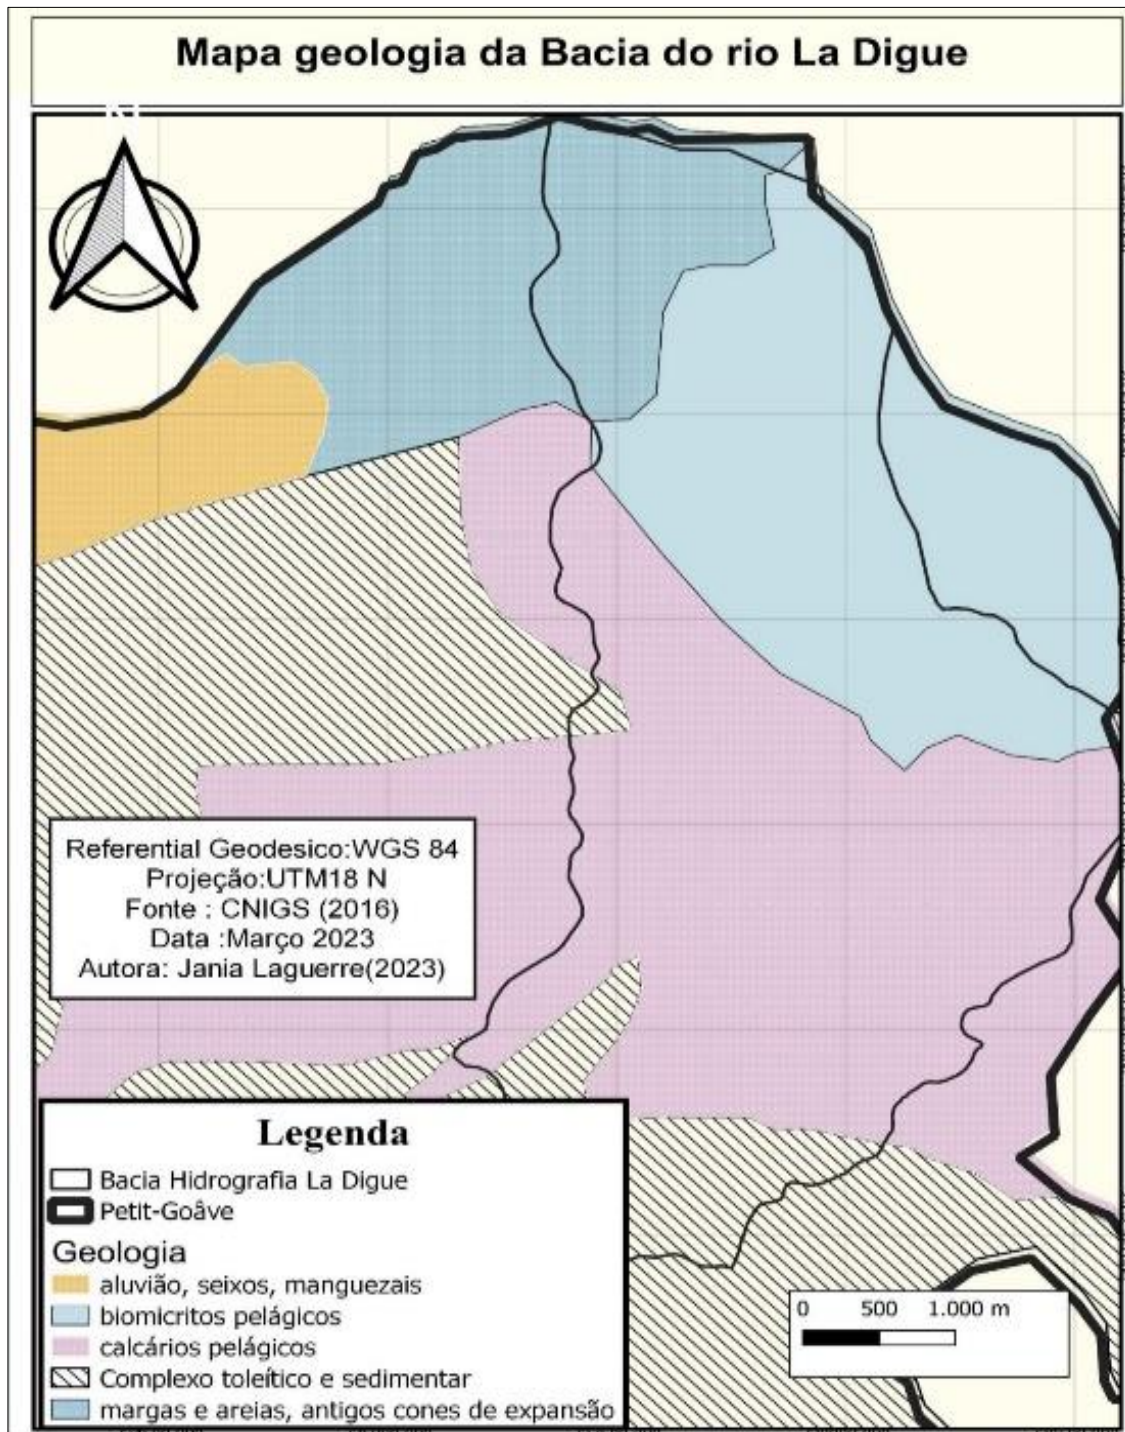 Mapa geologia da Bacia do rio La Digue
Referential Geodesico:WGS 84
Projeção:UTM18 N
Fonte : CNIGS (2016)
Data :Março 2023
Autora: Jania Laguerre(2023)
Legenda
Bacia Hidrografia La Digue
Petit-Goâve
Geologia
aluvião, seixos, manguezais
biomicritos pelágicos
calcários pelágicos
Complexo toleítico e sedimentar
margas e areias, antigos cones de expansão
0 500 1.000 m